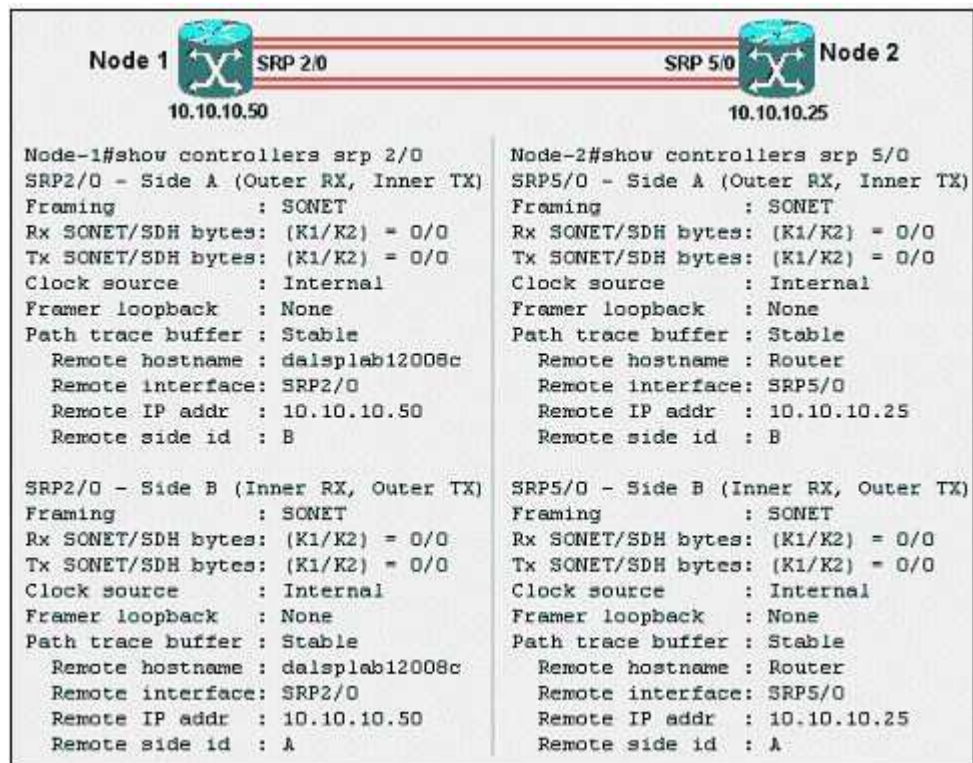 Node 1
SRP 2/0
SRP 5/0
Node 2
10.10.10.50
10.10.10.25
Node-1#show controllers srp 2/0
SRP2/0 - Side A (Outer RX, Inner TX)
Framing : SONET
Rx SONET/SDH bytes: (K1/K2) = 0/0
Tx SONET/SDH bytes: (K1/K2) = 0/0
Clock source : Internal
Framer loopback : None
Path trace buffer : Stable
Remote hostname : dalsplab12008c
Remote interface: SRP2/0
Remote IP addr : 10.10.10.50
Remote side id : B
SRP2/0 - Side B (Inner RX, Outer TX)
Framing : SONET
Rx SONET/SDH bytes: (K1/K2) = 0/0
Tx SONET/SDH bytes: (K1/K2) = 0/0
Clock source : Internal
Framer loopback : None
Path trace buffer : Stable
Remote hostname : dalsplab12008c
Remote interface: SRP2/0
Remote IP addr : 10.10.10.50
Remote side id : A
Node-2#show controllers srp 5/0
SRP5/0 - Side A (Outer RX, Inner TX)
Framing : SONET
Rx SONET/SDH bytes: (K1/K2) = 0/0
Tx SONET/SDH bytes: (K1/K2) = 0/0
Clock source : Internal
Framer loopback : None
Path trace buffer : Stable
Remote hostname : Router
Remote interface: SRP5/0
Remote IP addr : 10.10.10.25
Remote side id : B
SRP5/0 - Side B (Inner RX, Outer TX)
Framing : SONET
Rx SONET/SDH bytes: (K1/K2) = 0/0
Tx SONET/SDH bytes: (K1/K2) = 0/0
Clock source : Internal
Framer loopback : None
Path trace buffer : Stable
Remote hostname : Router
Remote interface: SRP5/0
Remote IP addr : 10.10.10.25
Remote side id : A